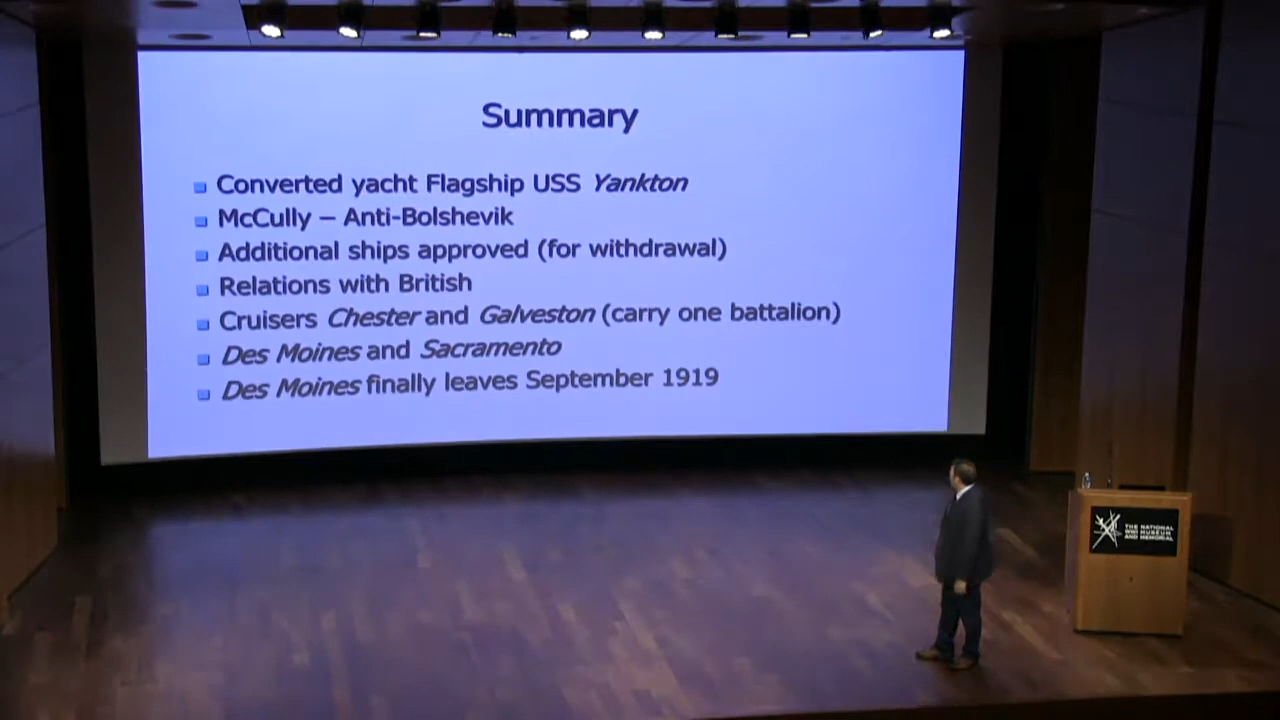 Summary
Converted yacht Flagship USS Yankton
McCully – Anti-Bolshevik
Additional ships approved (for withdrawal)
Relations with British
Cruisers Chester and Galveston (carry one battalion)
Des Moines and Sacramento
Des Moines finally leaves September 1919
THE NATIONAL
WWI MUSEUM
AND MEMORIAL